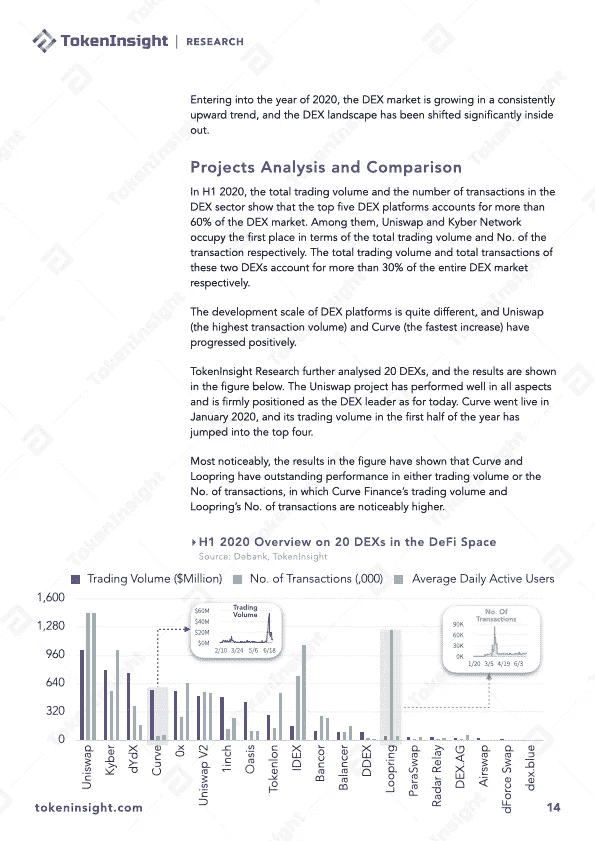 TokenInsight | RESEARCH
Entering into the year of 2020, the DEX market is growing in a consistently
upward trend, and the DEX landscape has been shifted significantly inside
out.
Projects Analysis and Comparison
In H1 2020, the total trading volume and the number of transactions in the
DEX sector show that the top five DEX platforms accounts for more than
60% of the DEX market. Among them, Uniswap and Kyber Network
occupy the first place in terms of the total trading volume and No. of the
transaction respectively. The total trading volume and total transactions of
these two DEXs account for more than 30% of the entire DEX market
respectively.
The development scale of DEX platforms is quite different, and Uniswap
(the highest transaction volume) and Curve (the fastest increase) have
progressed positively.
TokenInsight Research further analysed 20 DEXs, and the results are shown
in the figure below. The Uniswap project has performed well in all aspects
and is firmly positioned as the DEX leader as for today. Curve went live in
January 2020, and its trading volume in the first half of the year has
jumped into the top four.
Most noticeably, the results in the figure have shown that Curve and
Loopring have outstanding performance in either trading volume or the
No. of transactions, in which Curve Finance's trading volume and
Loopring's No. of transactions are noticeably higher.
H1 2020 Overview on 20 DEXs in the DeFi Space
Source: Debank, TokenInsight
Trading Volume ($Million) No. of Transactions (,000) Average Daily Active Users
1,600
1,280
960
640
320
0
Trading
Volume
$60M
$40M
$20M
$0M
2/10 3/24 5/6 6/18
No. Of
Transactions
90K
60K
30K
0K
1/20 3/5 4/19 6/3
Uniswap
Kyber
dYdX
Curve
0x
Uniswap V2
1inch
Oasis
Tokenlon
IDEX
Bancor
Balancer
DDEX
Loopring
ParaSwap
Radar Relay
DEX.AG
Airswap
dForce Swap
dex.blue
tokeninsight.com
14